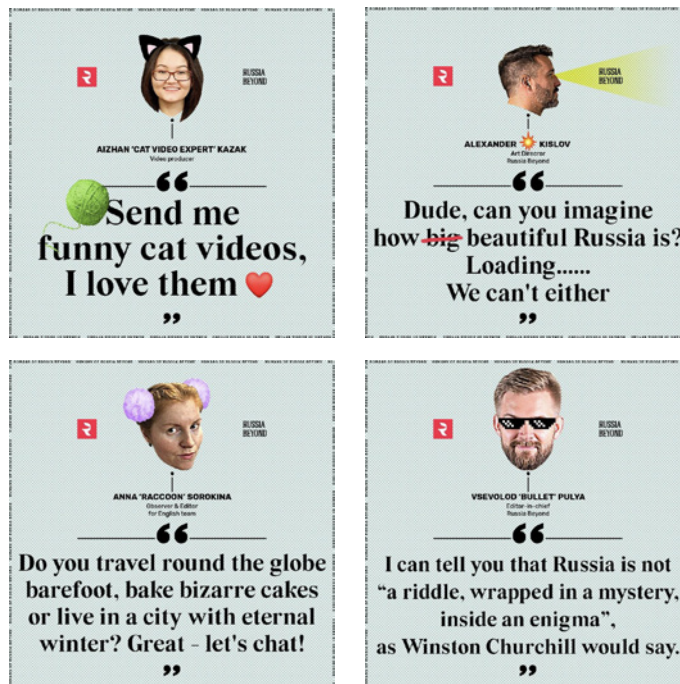 RUSSIA
BEYOND
AIZHAN 'CAT VIDEO EXPERT' KAZAK
Video producer
“
Send me
funny cat videos,
I love them ❤️
”
RUSSIA
BEYOND
ALEXANDER 💥 KISLOV
Art Director
Russia Beyond
“
Dude, can you imagine
how big beautiful Russia is?
Loading......
We can't either
”
RUSSIA
BEYOND
ANNA 'RACCOON' SOROKINA
Observer & Editor
for English team
“
Do you travel round the globe
barefoot, bake bizarre cakes
or live in a city with eternal
winter? Great - let's chat!
”
RUSSIA
BEYOND
VSEVOLOD 'BULLET' PULYA
Editor-in-chief
Russia Beyond
“
I can tell you that Russia is not
“a riddle, wrapped in a mystery,
inside an enigma”,
as Winston Churchill would say.
”